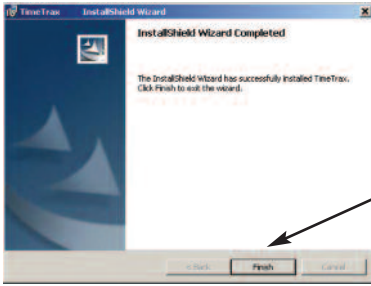 TimeTrax InstallShield Wizard
InstallShield Wizard Completed
The InstallShield Wizard has successfully installed TimeTrax.
Click Finish to exit the wizard.
< Back Finish Cancel